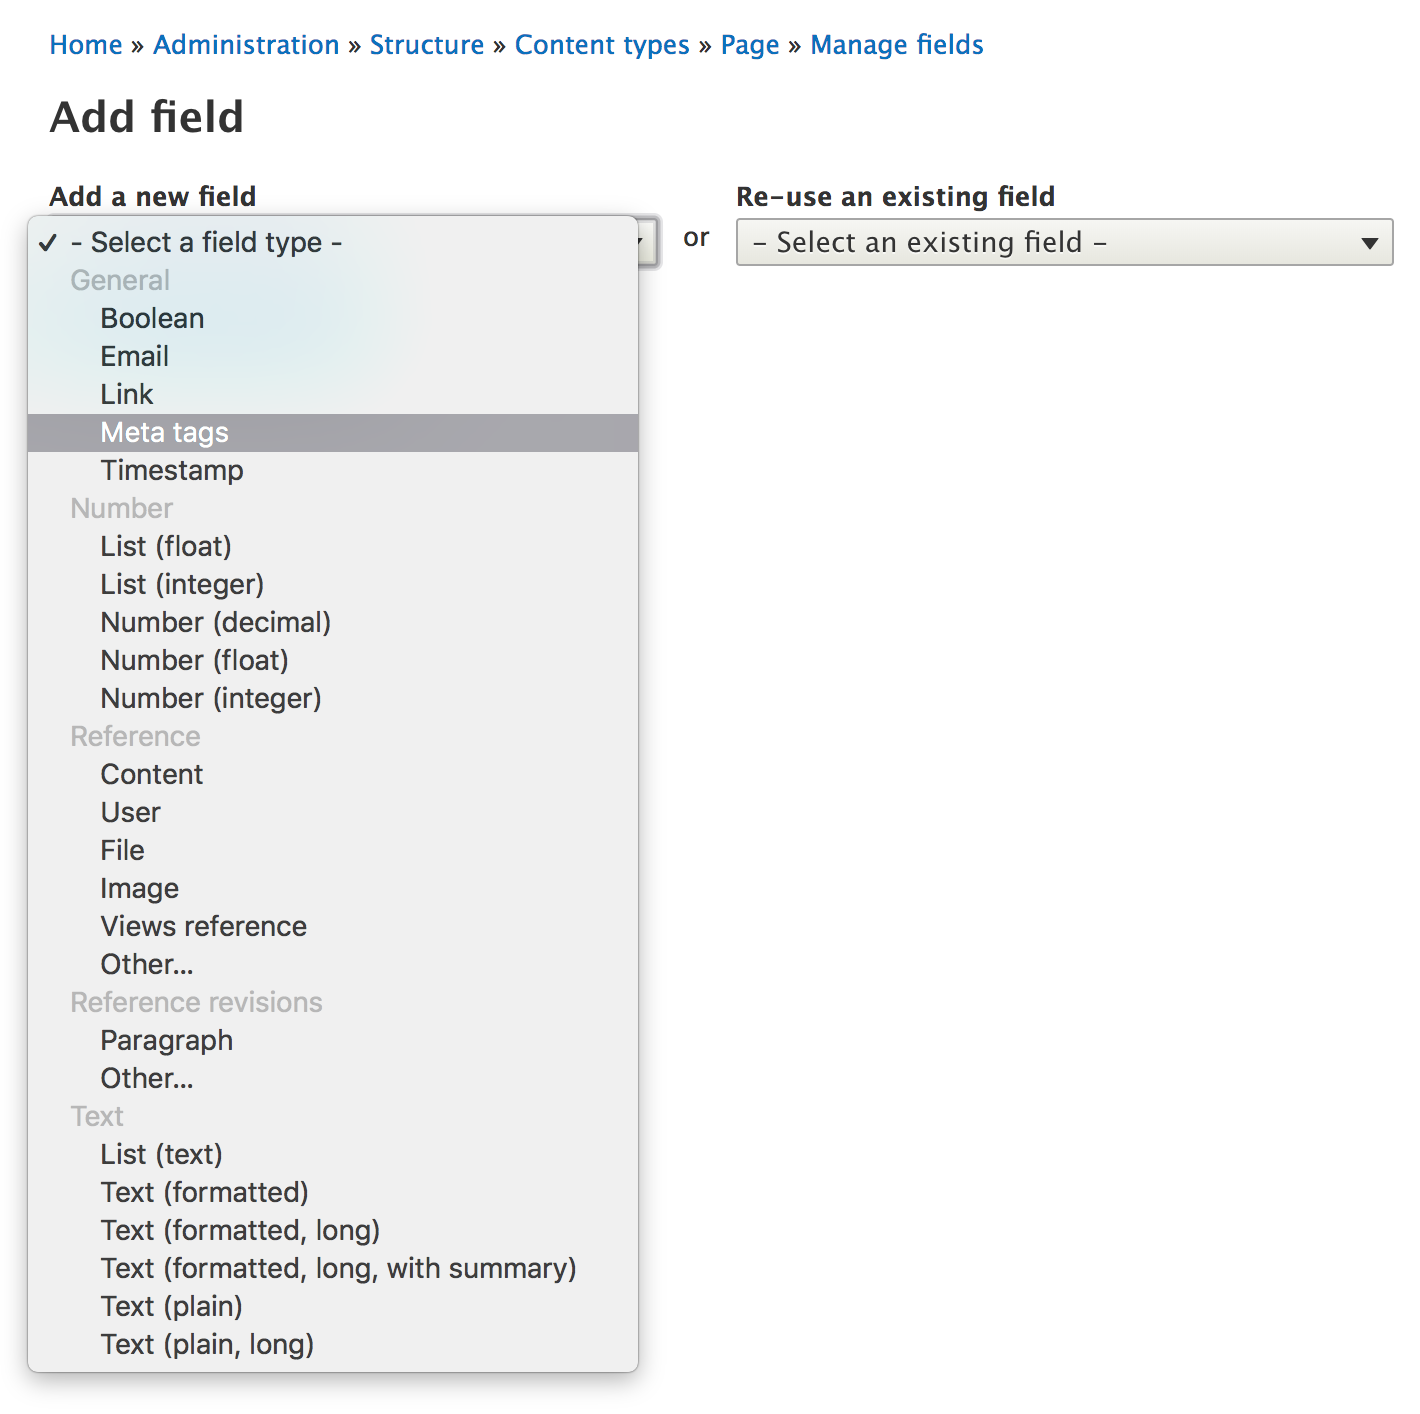 Home » Administration » Structure » Content types » Page » Manage fields
Add field
Add a new field
Re-use an existing field
✓ - Select a field type -
or
- Select an existing field -
General
Boolean
Email
Link
Meta tags
Timestamp
Number
List (float)
List (integer)
Number (decimal)
Number (float)
Number (integer)
Reference
Content
User
File
Image
Views reference
Other...
Reference revisions
Paragraph
Other...
Text
List (text)
Text (formatted)
Text (formatted, long)
Text (formatted, long, with summary)
Text (plain)
Text (plain, long)